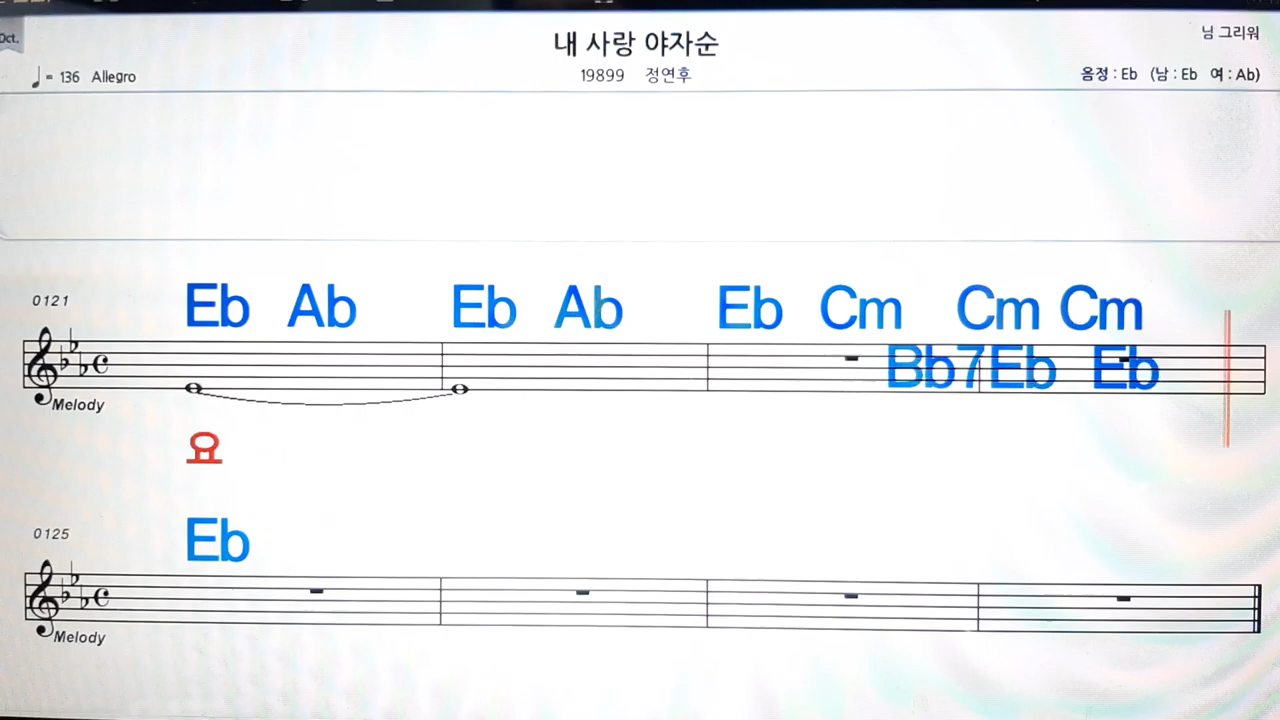 Oct.
내 사랑 야자순
님 그리워
♩= 136 Allegro
19899 정연후
음정 : Eb (남 : Eb 여 : Ab)
0121
Eb Ab Eb Ab Eb Cm Cm Cm
Bb7 Eb Eb
Melody
요
0125
Eb
Melody